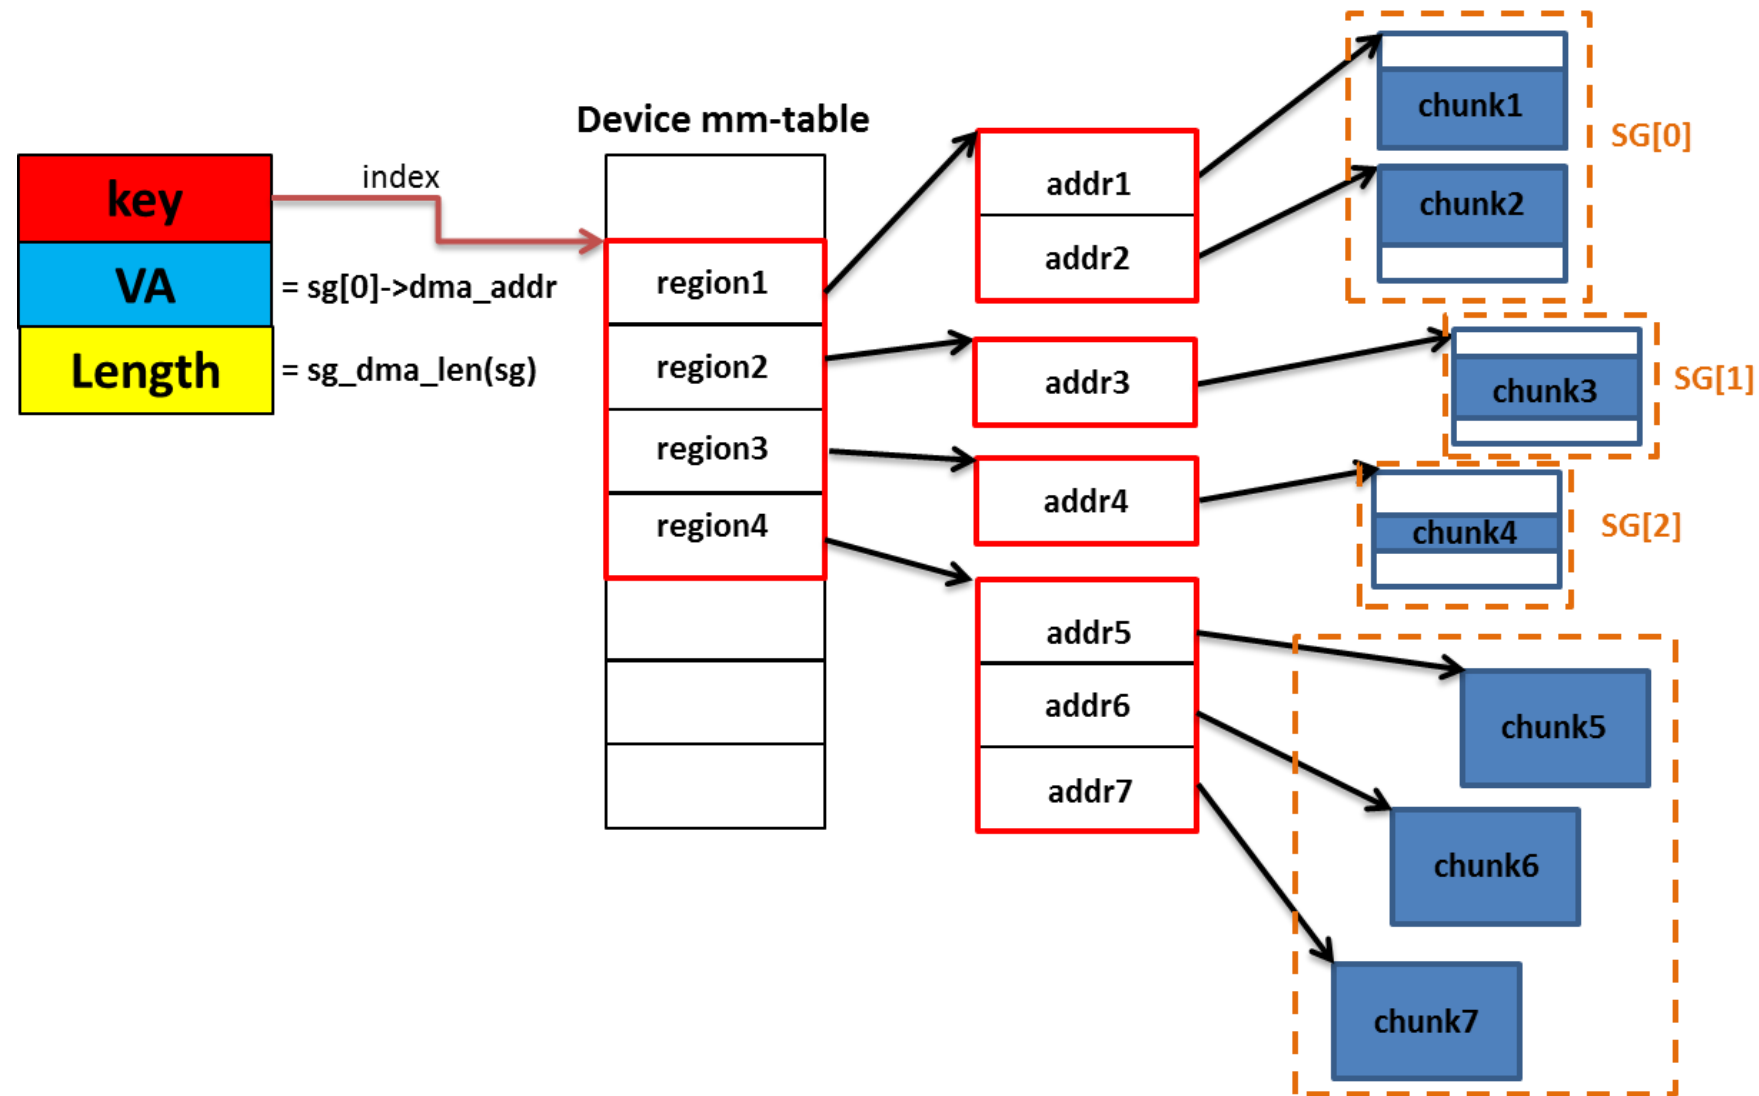 Device mm-table
key
index
VA
= sg[0]->dma_addr
Length
= sg_dma_len(sg)
region1
region2
region3
region4
addr1
addr2
addr3
addr4
addr5
addr6
addr7
chunk1
chunk2
SG[0]
chunk3
SG[1]
chunk4
SG[2]
chunk5
chunk6
chunk7